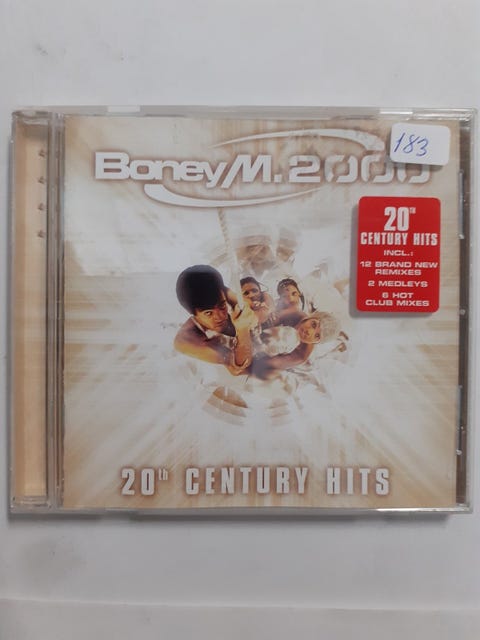 183
Boney M. 2000
20TH
CENTURY HITS
INCL.:
12 BRAND NEW
REMIXES
2 MEDLEYS
6 HOT
CLUB MIXES
20th CENTURY HITS